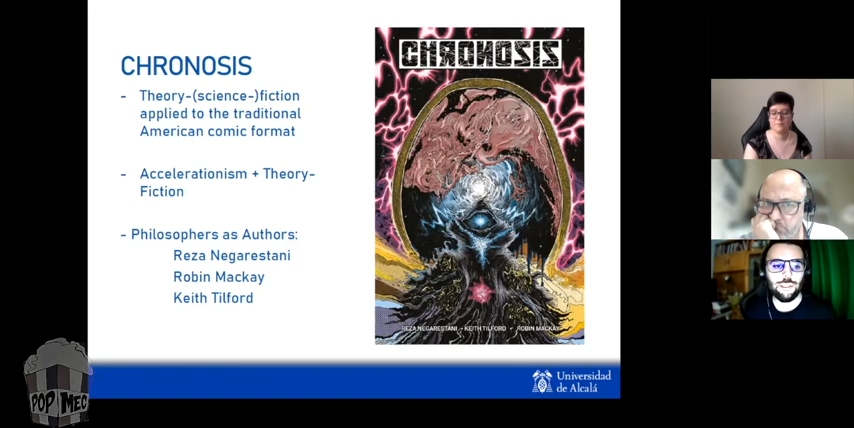 CHRONOSIS
- Theory-(science-)fiction
applied to the traditional
American comic format
- Accelerationism + Theory-
Fiction
- Philosophers as Authors:
Reza Negarestani
Robin Mackay
Keith Tilford
CHRONOSIS
REZA NEGARESTANI - KEITH TILFORD - ROBIN MACKAY
Universidad
de Alcalá
POP MEC